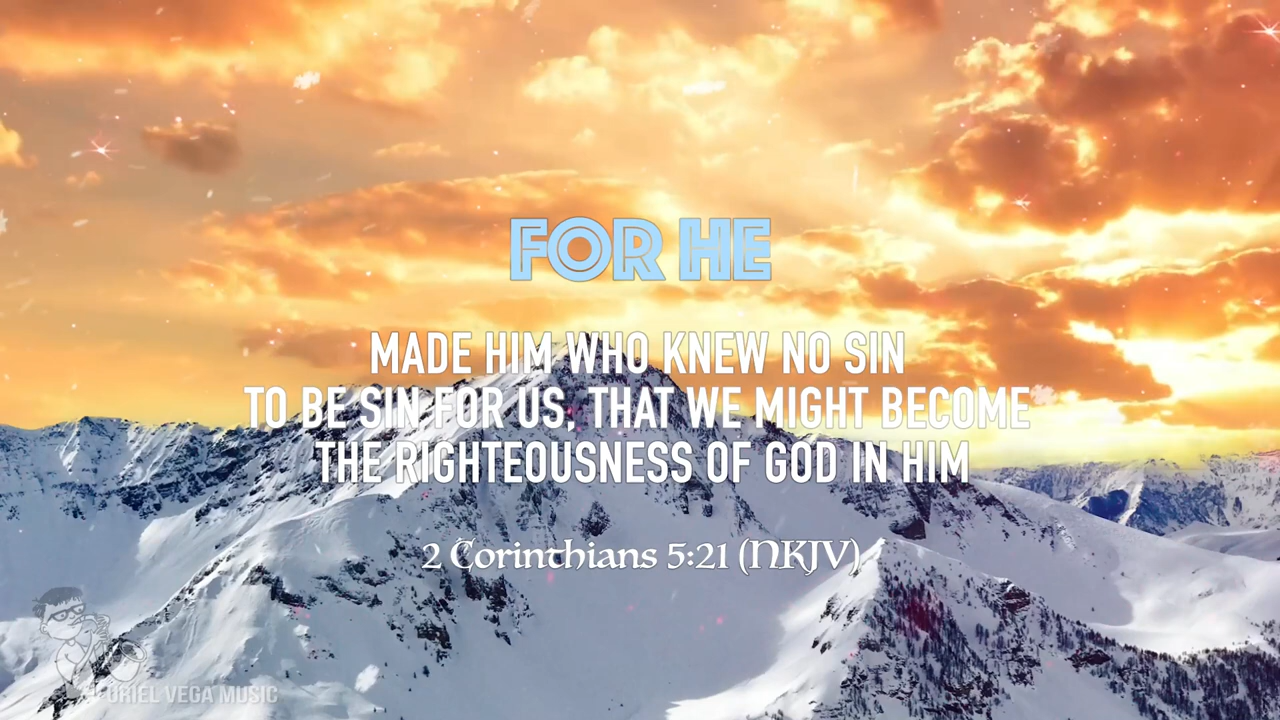 FOR HE
MADE HIM WHO KNEW NO SIN
TO BE SIN FOR US, THAT WE MIGHT BECOME
THE RIGHTEOUSNESS OF GOD IN HIM
2 Corinthians 5:21 (NKJV)
URIEL VEGA MUSIC